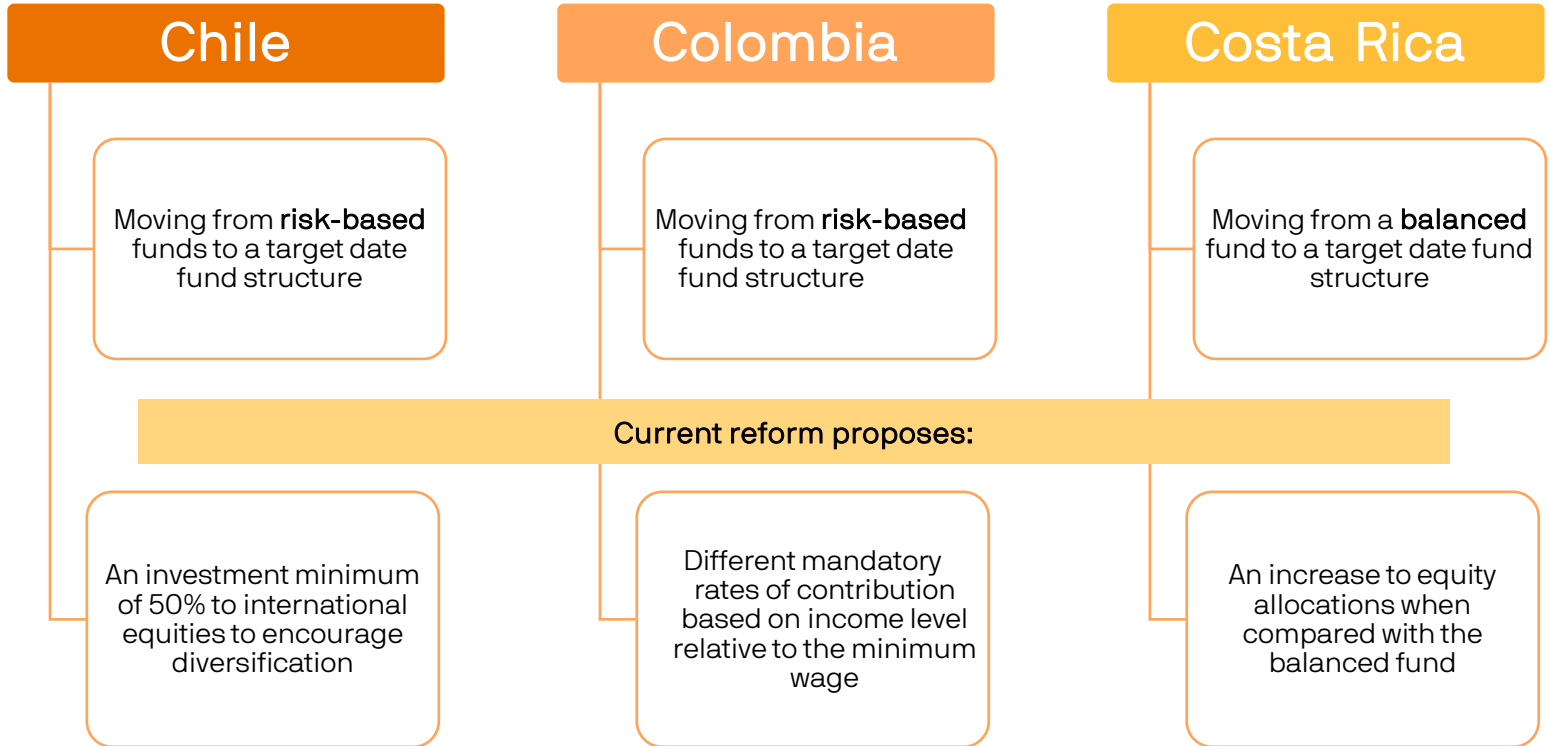 Chile
Colombia
Costa Rica
Moving from risk-based
funds to a target date
fund structure
Moving from risk-based
funds to a target date
fund structure
Moving from a balanced
fund to a target date fund
structure
Current reform proposes:
An investment minimum
of 50% to international
equities to encourage
diversification
Different mandatory
rates of contribution
based on income level
relative to the minimum
wage
An increase to equity
allocations when
compared with the
balanced fund